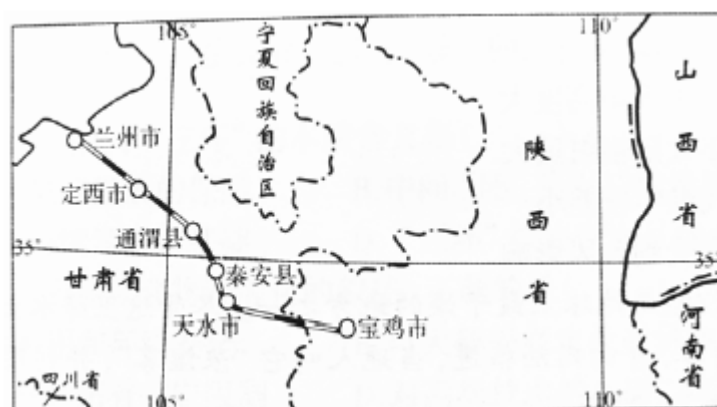 105°
110°
宁夏回族自治区
山西省
兰州市
陕西省
定西市
通渭县
35°
35°
甘肃省
秦安县
天水市
宝鸡市
河南省
四川省
105°
110°